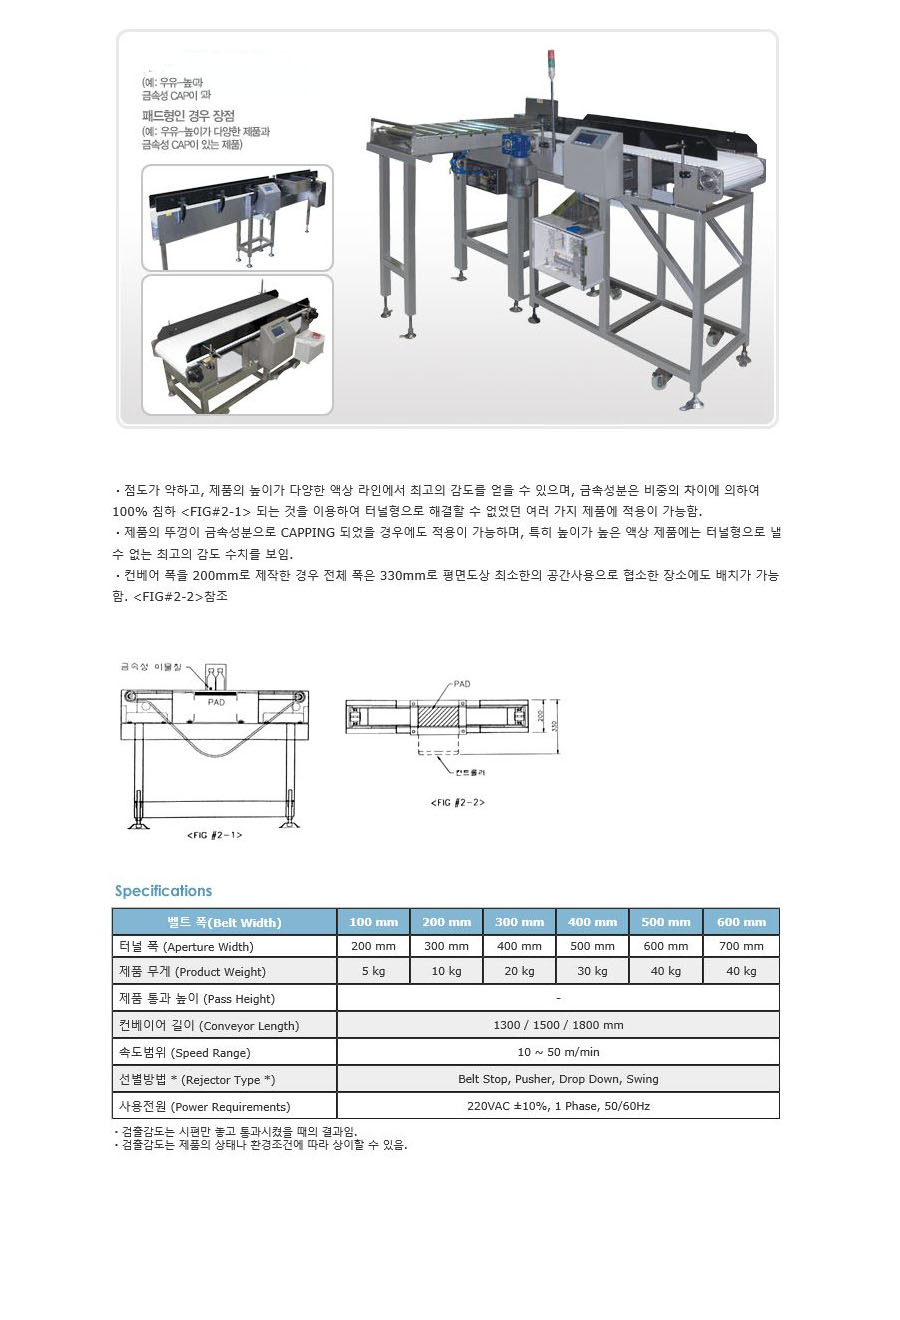 (예: 우유-높이과
금속성 CAP이 과
패드형인 경우 장점
(예: 우유-높이가 다양한 제품과
금속성 CAP이 있는 제품)
· 점도가 약하고, 제품의 높이가 다양한 액상 라인에서 최고의 감도를 얻을 수 있으며, 금속성분은 비중의 차이에 의하여
100% 침하 <FIG#2-1> 되는 것을 이용하여 터널형으로 해결할 수 없었던 여러 가지 제품에 적용이 가능함.
· 제품의 뚜껑이 금속성분으로 CAPPING 되었을 경우에도 적용이 가능하며, 특히 높이가 높은 액상 제품에는 터널형으로 낼
수 없는 최고의 감도 수치를 보임.
· 컨베어 폭을 200mm로 제작한 경우 전체 폭은 330mm로 평면도상 최소한의 공간사용으로 협소한 장소에도 배치가 가능
함. <FIG#2-2>참조
금속성 이물질
PAD
<FIG #2-1>
PAD
200
330
컨트롤러
<FIG #2-2>
Specifications
벨트 폭(Belt Width) 100 mm 200 mm 300 mm 400 mm 500 mm 600 mm
터널 폭 (Aperture Width) 200 mm 300 mm 400 mm 500 mm 600 mm 700 mm
제품 무게 (Product Weight) 5 kg 10 kg 20 kg 30 kg 40 kg 40 kg
제품 통과 높이 (Pass Height) -
컨베이어 길이 (Conveyor Length) 1300 / 1500 / 1800 mm
속도범위 (Speed Range) 10 ~ 50 m/min
선별방법 * (Rejector Type *) Belt Stop, Pusher, Drop Down, Swing
사용전원 (Power Requirements) 220VAC ±10%, 1 Phase, 50/60Hz
· 검출감도는 시편만 놓고 통과시켰을 때의 결과임.
· 검출감도는 제품의 상태나 환경조건에 따라 상이할 수 있음.